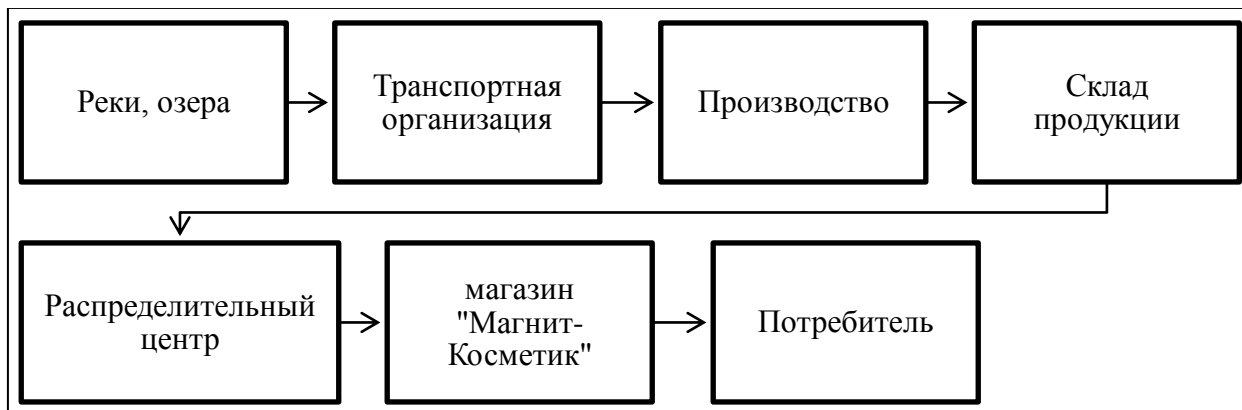 Реки, озера
Транспортная
организация
Производство
Склад
продукции
Распределительный
центр
магазин
"Магнит-
Косметик"
Потребитель